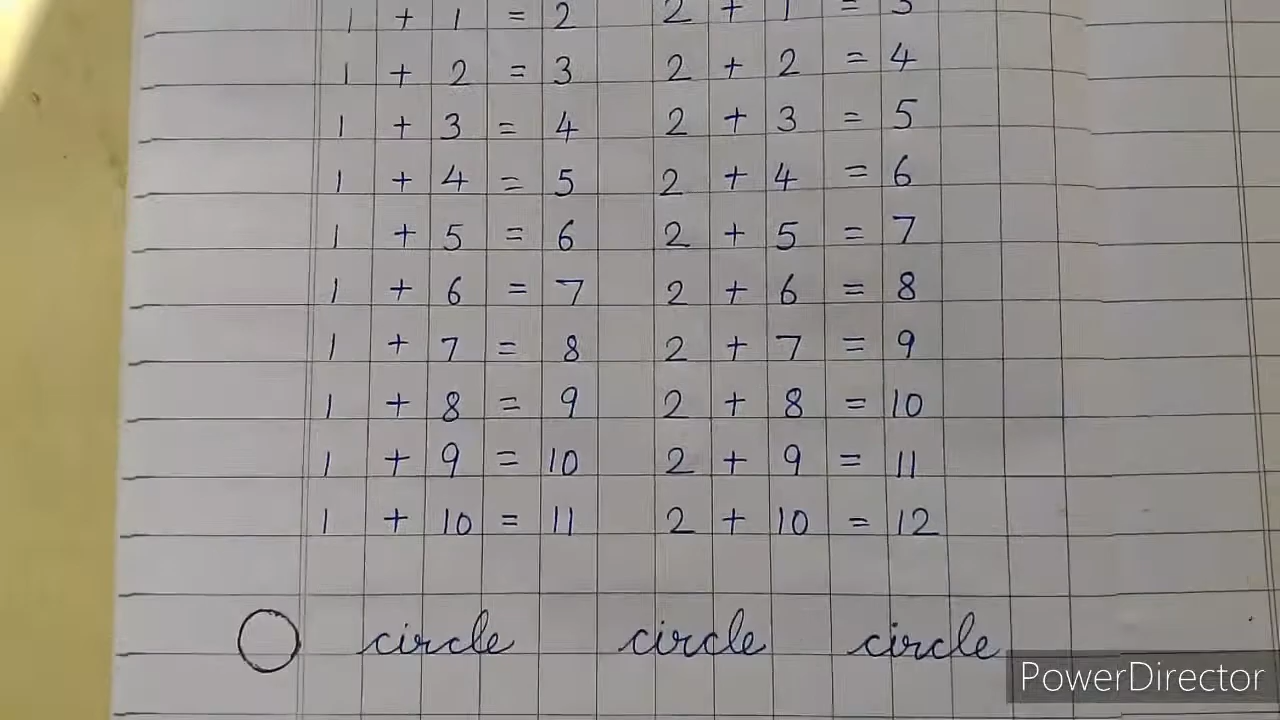 1 + 1 = 2 2 + 1 = 3
1 + 2 = 3 2 + 2 = 4
1 + 3 = 4 2 + 3 = 5
1 + 4 = 5 2 + 4 = 6
1 + 5 = 6 2 + 5 = 7
1 + 6 = 7 2 + 6 = 8
1 + 7 = 8 2 + 7 = 9
1 + 8 = 9 2 + 8 = 10
1 + 9 = 10 2 + 9 = 11
1 + 10 = 11 2 + 10 = 12
circle circle circle
PowerDirector